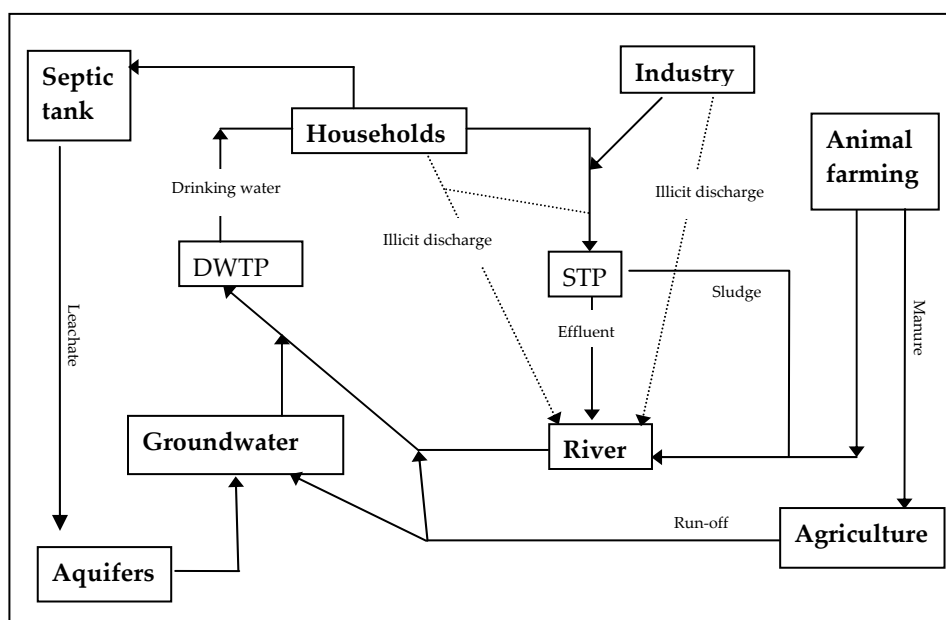 Septic
tank
Industry
Households
Animal
farming
Drinking water
Illicit discharge
Illicit discharge
DWTP
STP
Sludge
Leachate
Effluent
Manure
Groundwater
River
Run-off
Agriculture
Aquifers